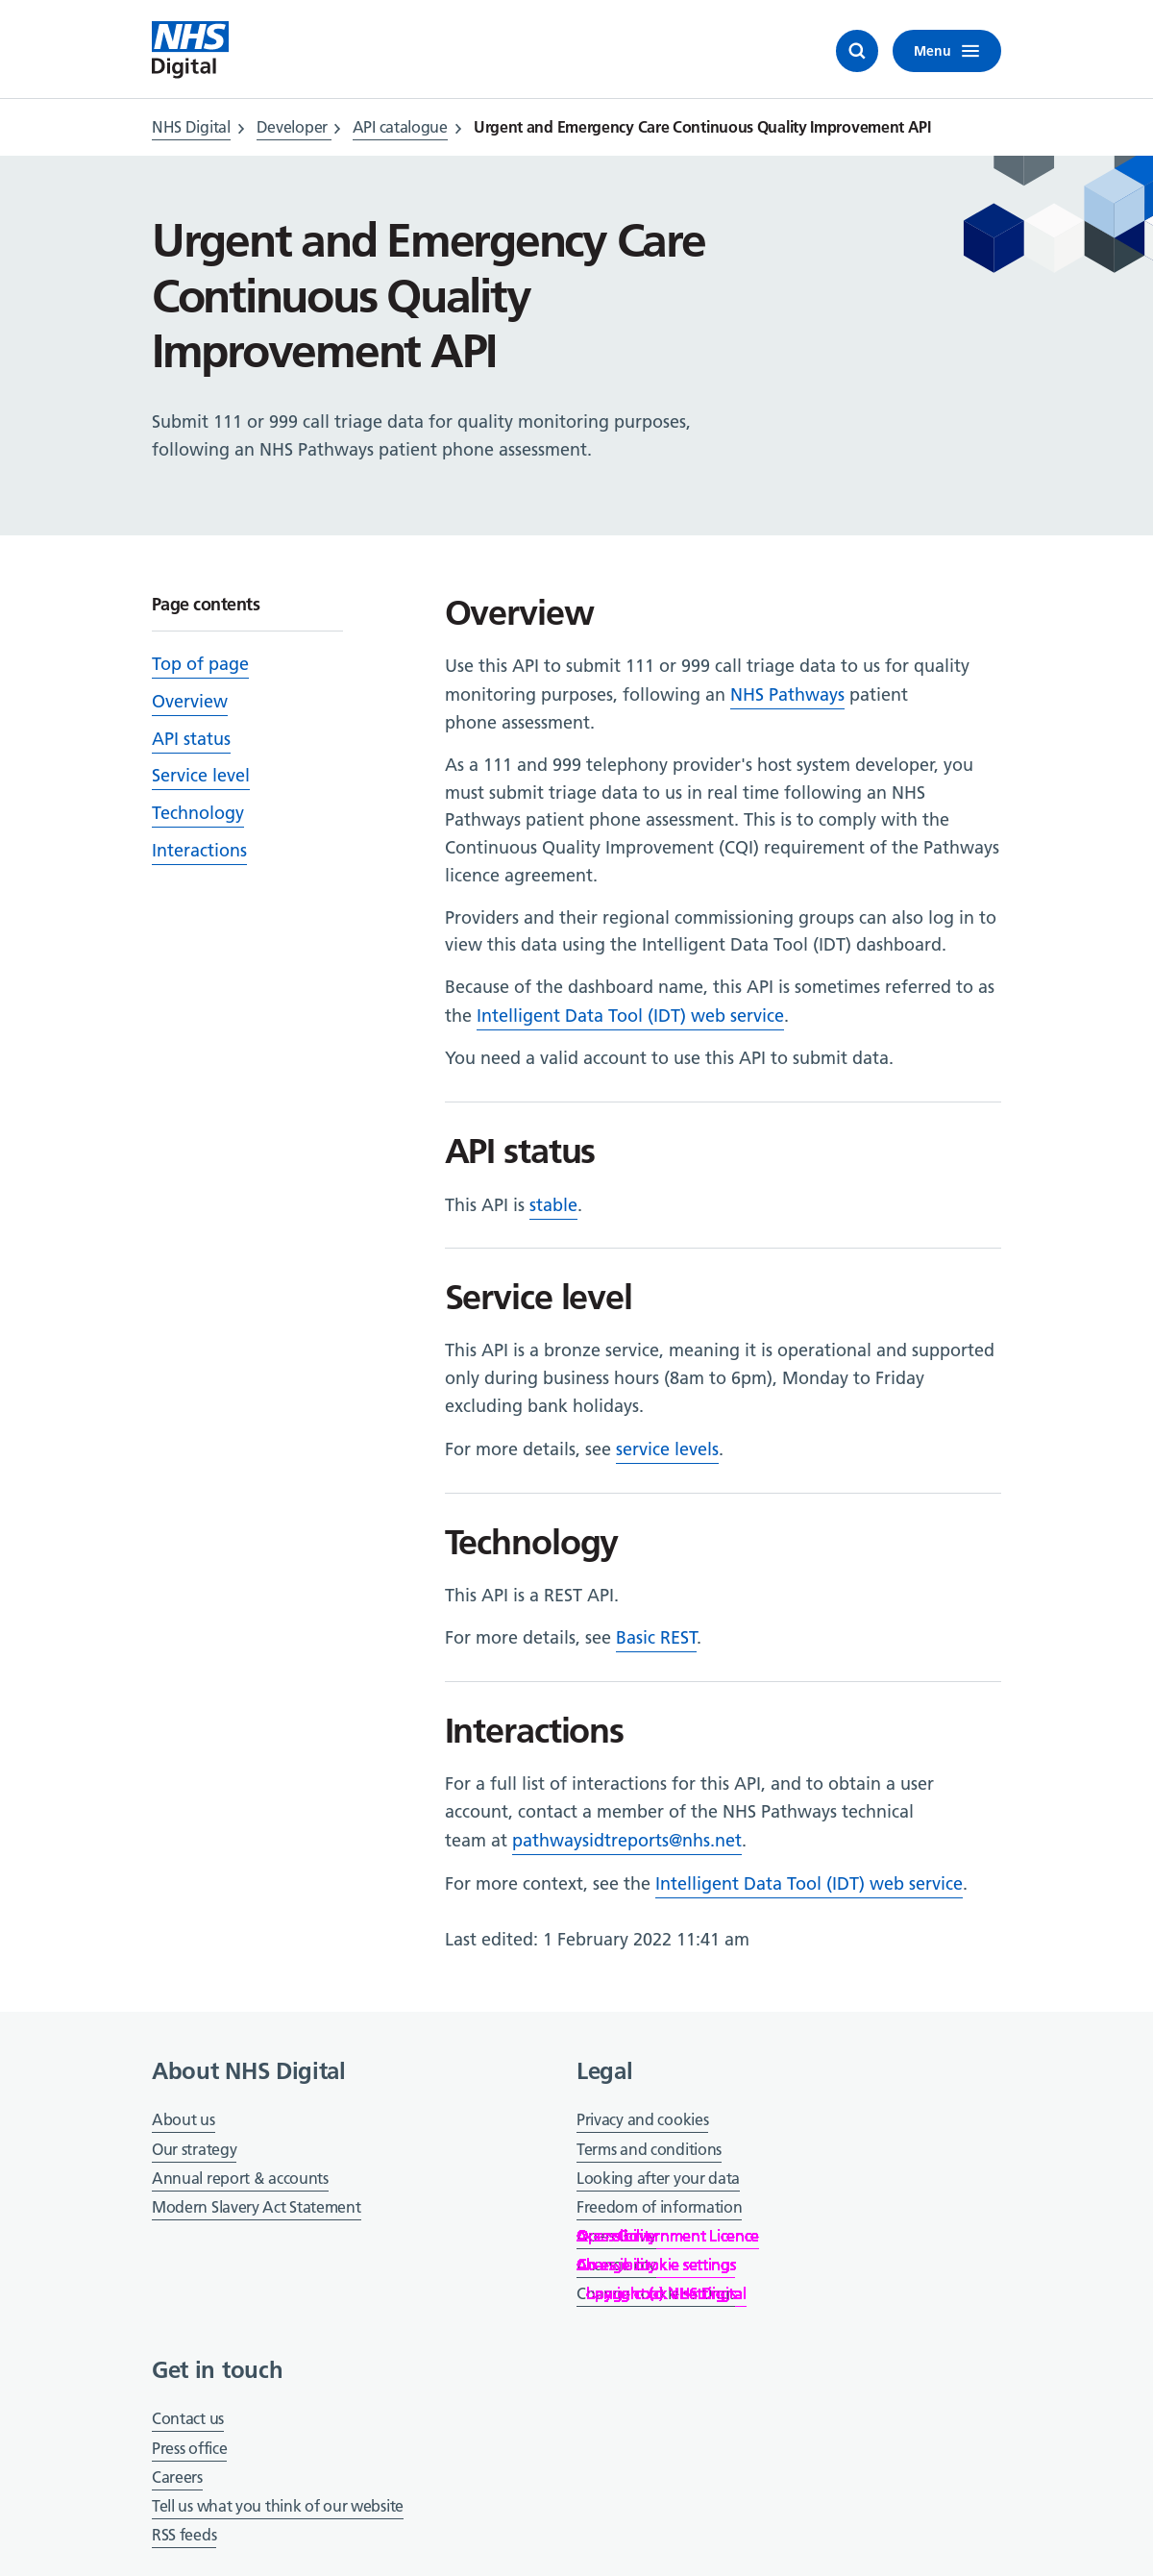 NHS
Digital
Menu
NHS Digital > Developer > API catalogue > Urgent and Emergency Care Continuous Quality Improvement API
Urgent and Emergency Care
Continuous Quality
Improvement API
Submit 111 or 999 call triage data for quality monitoring purposes,
following an NHS Pathways patient phone assessment.
Page contents
Top of page
Overview
API status
Service level
Technology
Interactions
Overview
Use this API to submit 111 or 999 call triage data to us for quality
monitoring purposes, following an NHS Pathways patient
phone assessment.
As a 111 and 999 telephony provider's host system developer, you
must submit triage data to us in real time following an NHS
Pathways patient phone assessment. This is to comply with the
Continuous Quality Improvement (CQI) requirement of the Pathways
licence agreement.
Providers and their regional commissioning groups can also log in to
view this data using the Intelligent Data Tool (IDT) dashboard.
Because of the dashboard name, this API is sometimes referred to as
the Intelligent Data Tool (IDT) web service.
You need a valid account to use this API to submit data.
API status
This API is stable.
Service level
This API is a bronze service, meaning it is operational and supported
only during business hours (8am to 6pm), Monday to Friday
excluding bank holidays.
For more details, see service levels.
Technology
This API is a REST API.
For more details, see Basic REST.
Interactions
For a full list of interactions for this API, and to obtain a user
account, contact a member of the NHS Pathways technical
team at pathwaysidtreports@nhs.net.
For more context, see the Intelligent Data Tool (IDT) web service.
Last edited: 1 February 2022 11:41 am
About NHS Digital
About us
Our strategy
Annual report & accounts
Modern Slavery Act Statement
Legal
Privacy and cookies
Terms and conditions
Looking after your data
Freedom of information
Get in touch
Contact us
Press office
Careers
Tell us what you think of our website
RSS feeds